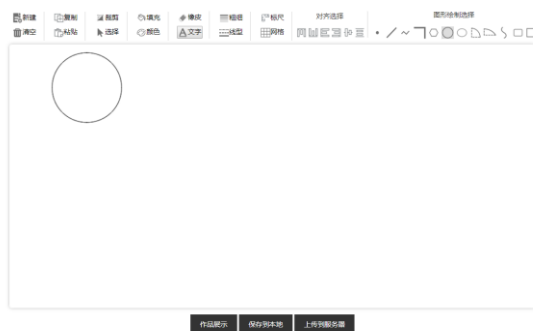 新建 复制 裁剪 填充 橡皮 粗细 标尺 对齐选择 图形绘制选择
清空 粘贴 选择 颜色 A 文字 线型 网格
作品展示 保存到本地 上传到服务器